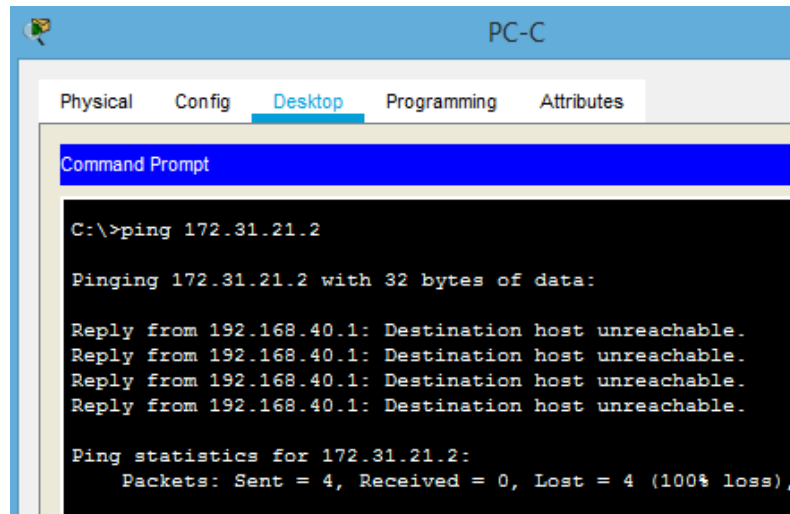 PC-C
Physical Config Desktop Programming Attributes
Command Prompt
C:\>ping 172.31.21.2
Pinging 172.31.21.2 with 32 bytes of data:
Reply from 192.168.40.1: Destination host unreachable.
Reply from 192.168.40.1: Destination host unreachable.
Reply from 192.168.40.1: Destination host unreachable.
Reply from 192.168.40.1: Destination host unreachable.
Ping statistics for 172.31.21.2:
Packets: Sent = 4, Received = 0, Lost = 4 (100% loss),